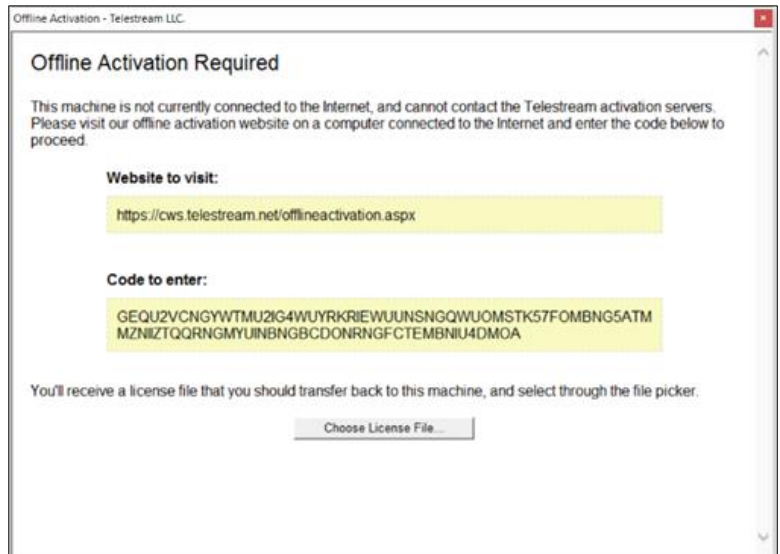 Offline Activation - Telestream LLC.
Offline Activation Required
This machine is not currently connected to the Internet, and cannot contact the Telestream activation servers.
Please visit our offline activation website on a computer connected to the Internet and enter the code below to
proceed.
Website to visit:
https://cws.telestream.net/offlineactivation.aspx
Code to enter:
GEQU2VCNGYWTMU2IG4WUYRKRIEWUUNSNGQWUOMSTK57FOMBNG5ATM
MZNIIZTQQRNGMYUINBNGBCDONRNGFCTEMBNIU4DMOA
You'll receive a license file that you should transfer back to this machine, and select through the file picker.
Choose License File...